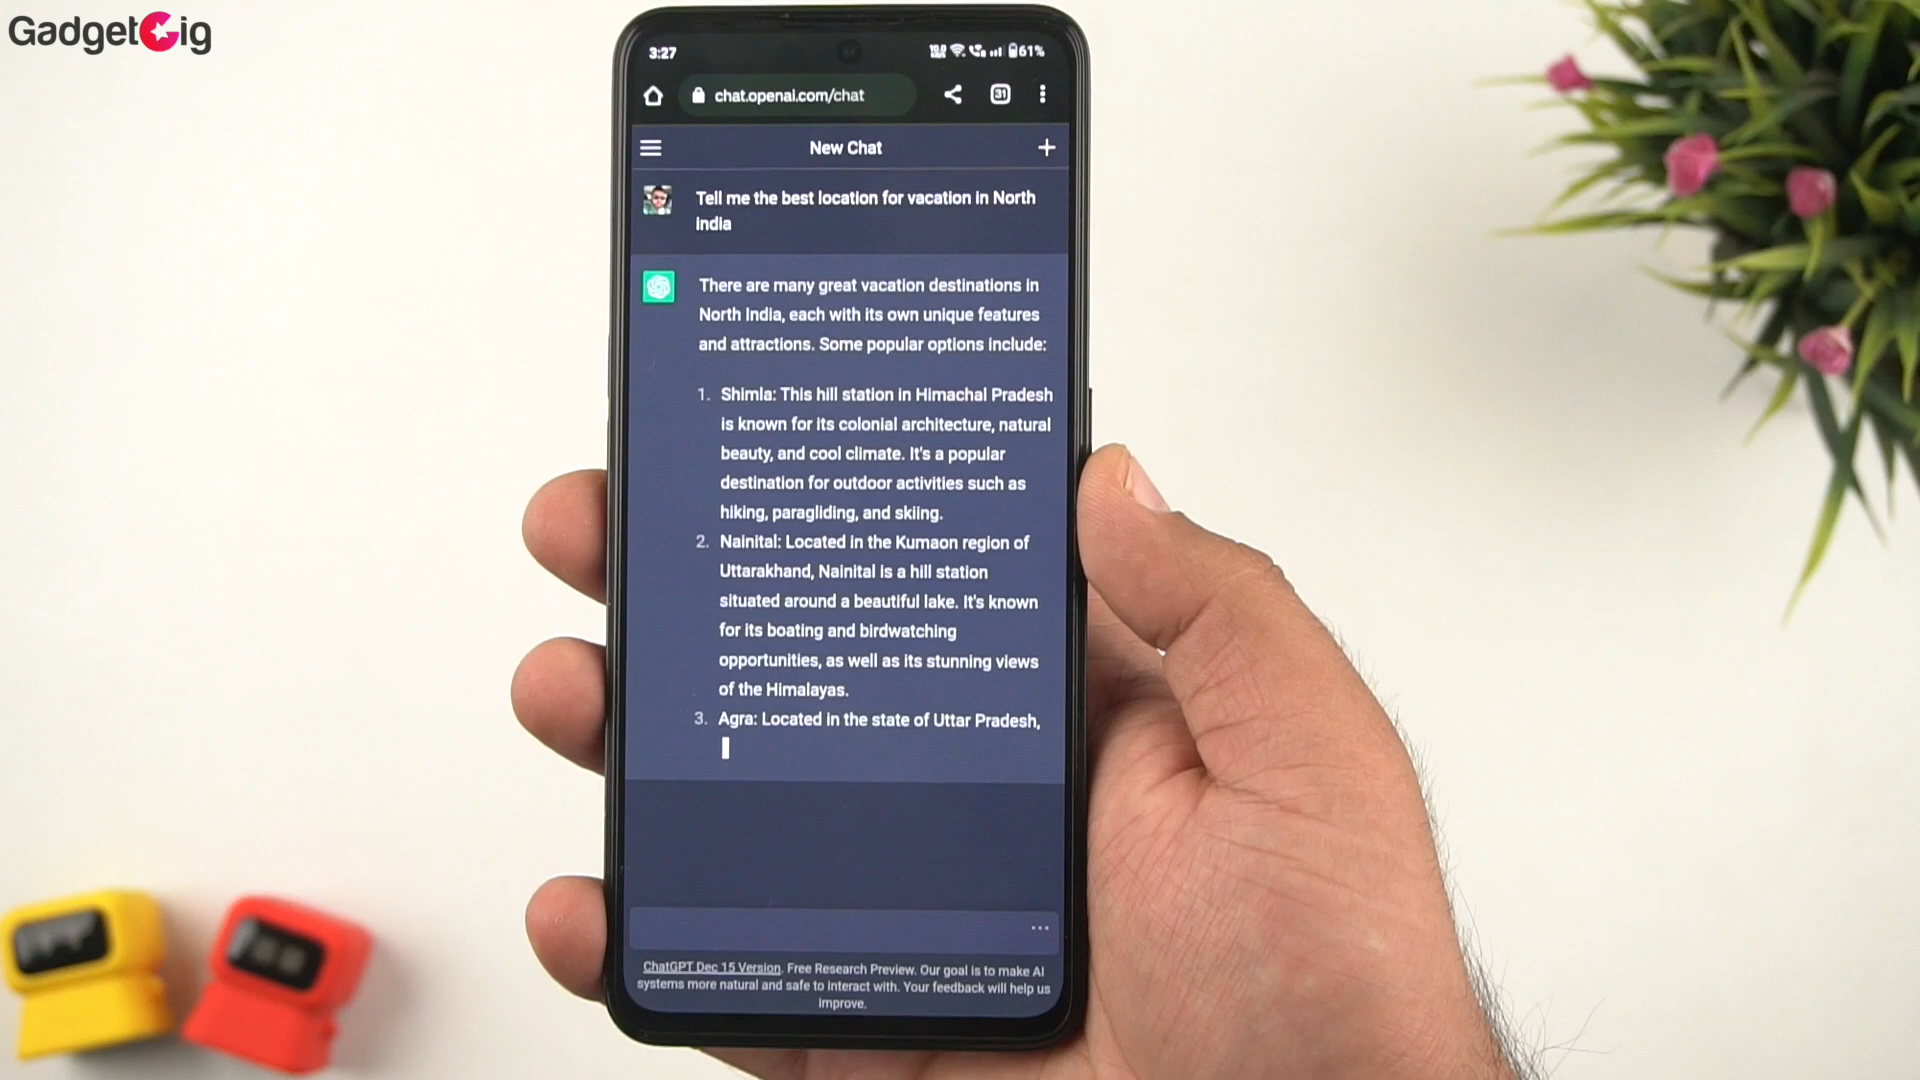 GadgetGig
3:27
61%
chat.openai.com/chat
31
New Chat
Tell me the best location for vacation in North
india
There are many great vacation destinations in
North India, each with its own unique features
and attractions. Some popular options include:
1. Shimla: This hill station in Himachal Pradesh
is known for its colonial architecture, natural
beauty, and cool climate. It's a popular
destination for outdoor activities such as
hiking, paragliding, and skiing.
2. Nainital: Located in the Kumaon region of
Uttarakhand, Nainital is a hill station
situated around a beautiful lake. It's known
for its boating and birdwatching
opportunities, as well as its stunning views
of the Himalayas.
3. Agra: Located in the state of Uttar Pradesh,
ChatGPT Dec 15 Version. Free Research Preview. Our goal is to make AI
systems more natural and safe to interact with. Your feedback will help us
improve.